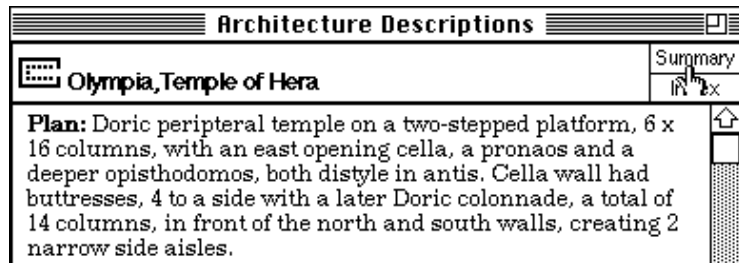 Architecture Descriptions
Summary
Olympia,Temple of Hera
Plan: Doric peripteral temple on a two-stepped platform, 6 x
16 columns, with an east opening cella, a pronaos and a
deeper opisthodomos, both distyle in antis. Cella wall had
buttresses, 4 to a side with a later Doric colonnade, a total of
14 columns, in front of the north and south walls, creating 2
narrow side aisles.